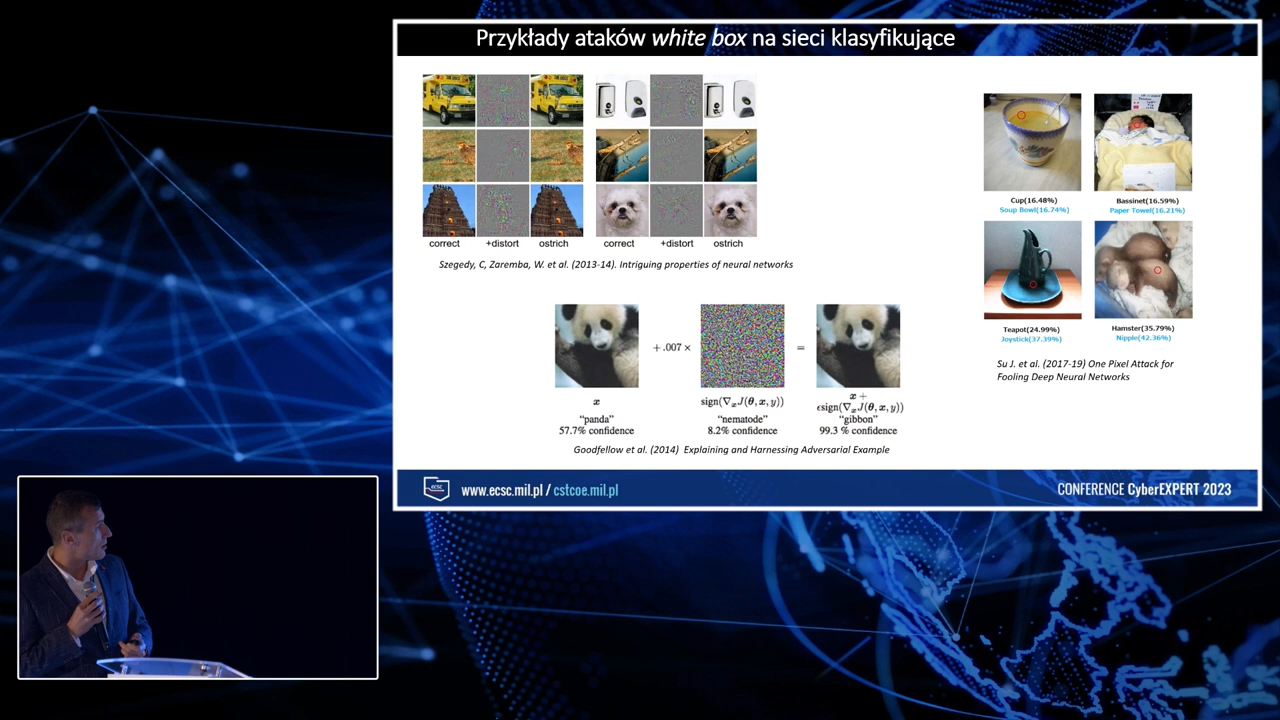 Przykłady ataków white box na sieci klasyfikujące
correct +distort ostrich correct +distort ostrich
Szegedy, C, Zaremba, W. et al. (2013-14). Intriguing properties of neural networks
Cup(16.48%)
Soup Bowl(16.74%)
Bassinet(16.59%)
Paper Towel(16.21%)
Teapot(24.99%)
Joystick(37.39%)
Hamster(35.79%)
Nipple(42.36%)
Su J. et al. (2017-19) One Pixel Attack for
Fooling Deep Neural Networks
+ .007 ×
=
x
“panda”
57.7% confidence
sign(∇ₓJ(θ, x, y))
“nematode”
8.2% confidence
x +
ϵsign(∇ₓJ(θ, x, y))
“gibbon”
99.3 % confidence
Goodfellow et al. (2014) Explaining and Harnessing Adversarial Example
ecsc
www.ecsc.mil.pl / cstcoe.mil.pl
CONFERENCE CyberEXPERT 2023